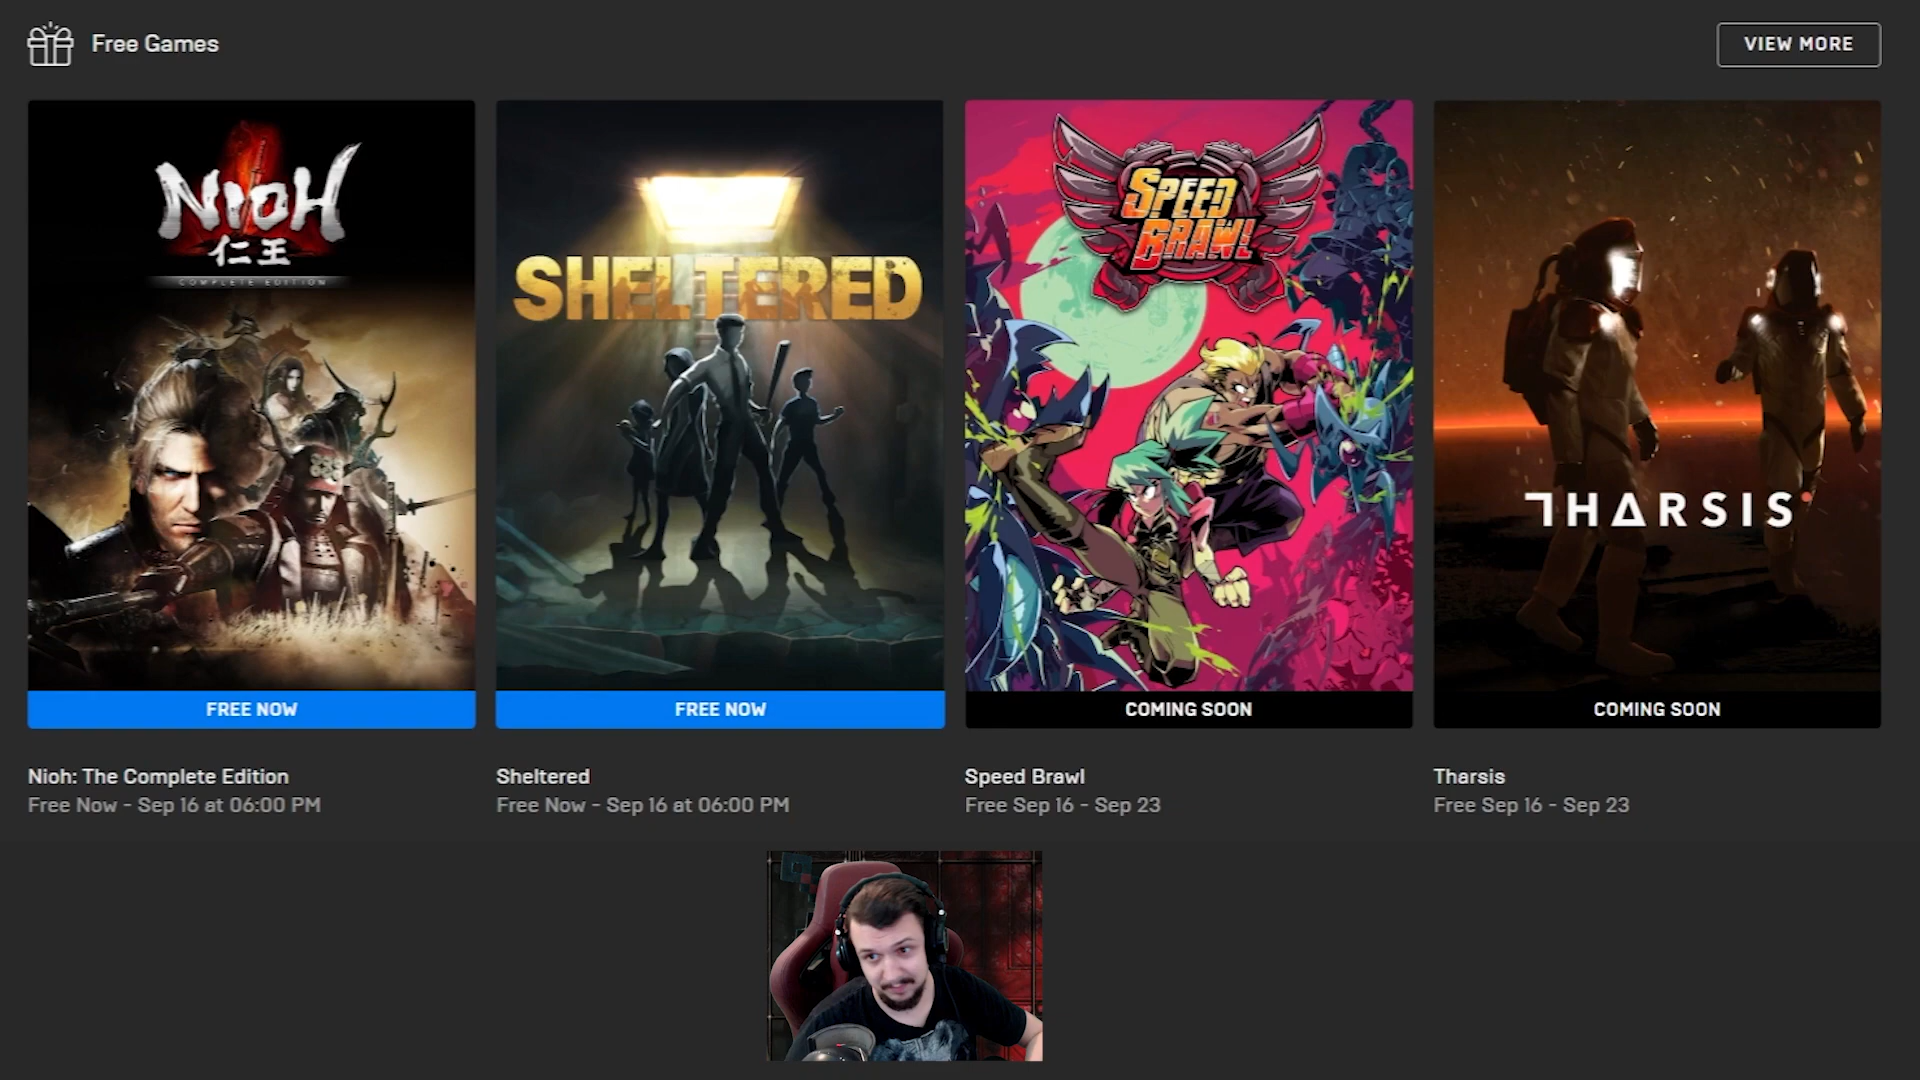 Free Games
VIEW MORE
NIOH
仁王
COMPLETE EDITION
SHELTERED
SPEED
BRAWL
THARSIS
FREE NOW
FREE NOW
COMING SOON
COMING SOON
Nioh: The Complete Edition
Free Now - Sep 16 at 06:00 PM
Sheltered
Free Now - Sep 16 at 06:00 PM
Speed Brawl
Free Sep 16 - Sep 23
Tharsis
Free Sep 16 - Sep 23